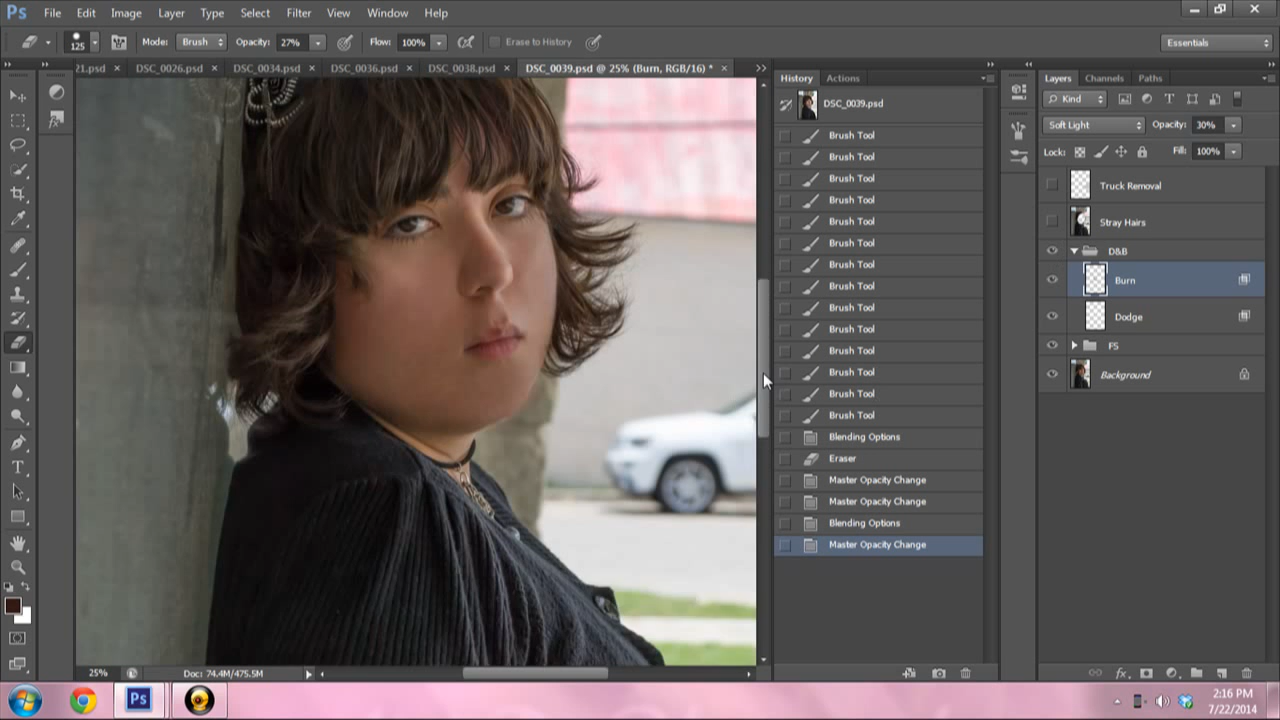 Ps File Edit Image Layer Type Select Filter View Window Help
125 Mode: Brush Opacity: 27% Flow: 100% Erase to History Essentials
21.psd × DSC_0026.psd × DSC_0034.psd × DSC_0036.psd × DSC_0038.psd × DSC_0039.psd @ 25% (Burn, RGB/16) * ×
History Actions
DSC_0039.psd
Brush Tool
Brush Tool
Brush Tool
Brush Tool
Brush Tool
Brush Tool
Brush Tool
Brush Tool
Brush Tool
Brush Tool
Brush Tool
Brush Tool
Brush Tool
Brush Tool
Blending Options
Eraser
Master Opacity Change
Master Opacity Change
Blending Options
Master Opacity Change
Layers Channels Paths
Kind
Soft Light Opacity: 30%
Lock: Fill: 100%
Truck Removal
Stray Hairs
D&B
Burn
Dodge
FS
Background
25% Doc: 74.4M/475.5M
Ps
2:16 PM
7/22/2014